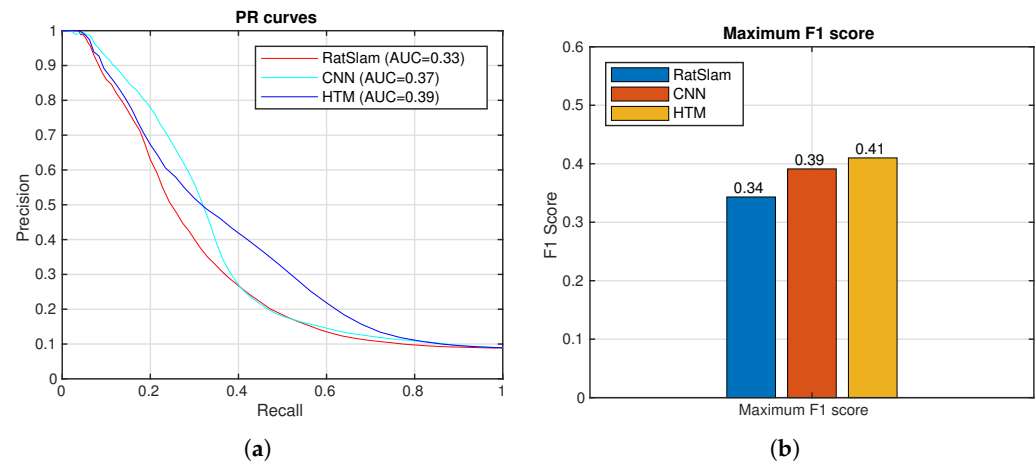 PR curves
1
0.9
0.8
0.7
0.6
0.5
0.4
0.3
0.2
0.1
0
Precision
RatSlam (AUC=0.33)
CNN (AUC=0.37)
HTM (AUC=0.39)
0
0.2
0.4
0.6
0.8
1
Recall
(a)
Maximum F1 score
0.6
0.5
0.4
0.3
0.2
0.1
0
F1 Score
RatSlam
CNN
HTM
0.34
0.39
0.41
Maximum F1 score
(b)